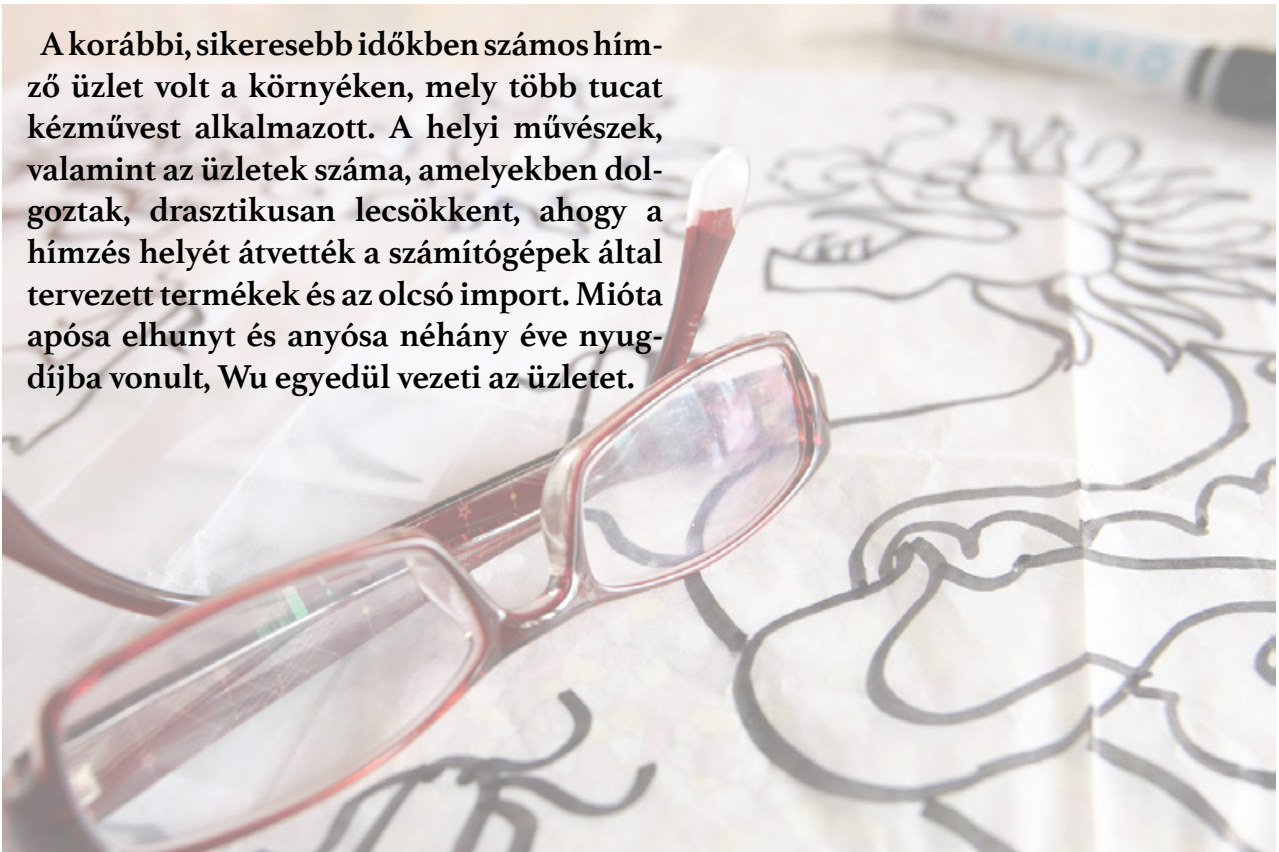 A korábbi, sikeresebb időkben számos hím-
ző üzlet volt a környéken, mely több tucat
kézművest alkalmazott. A helyi művészek,
valamint az üzletek száma, amelyekben dol-
goztak, drasztikusan lecsökkent, ahogy a
hímzés helyét átvették a számítógépek által
tervezett termékek és az olcsó import. Mióta
apósa elhunyt és anyósa néhány éve nyug-
díjba vonult, Wu egyedül vezeti az üzletet.